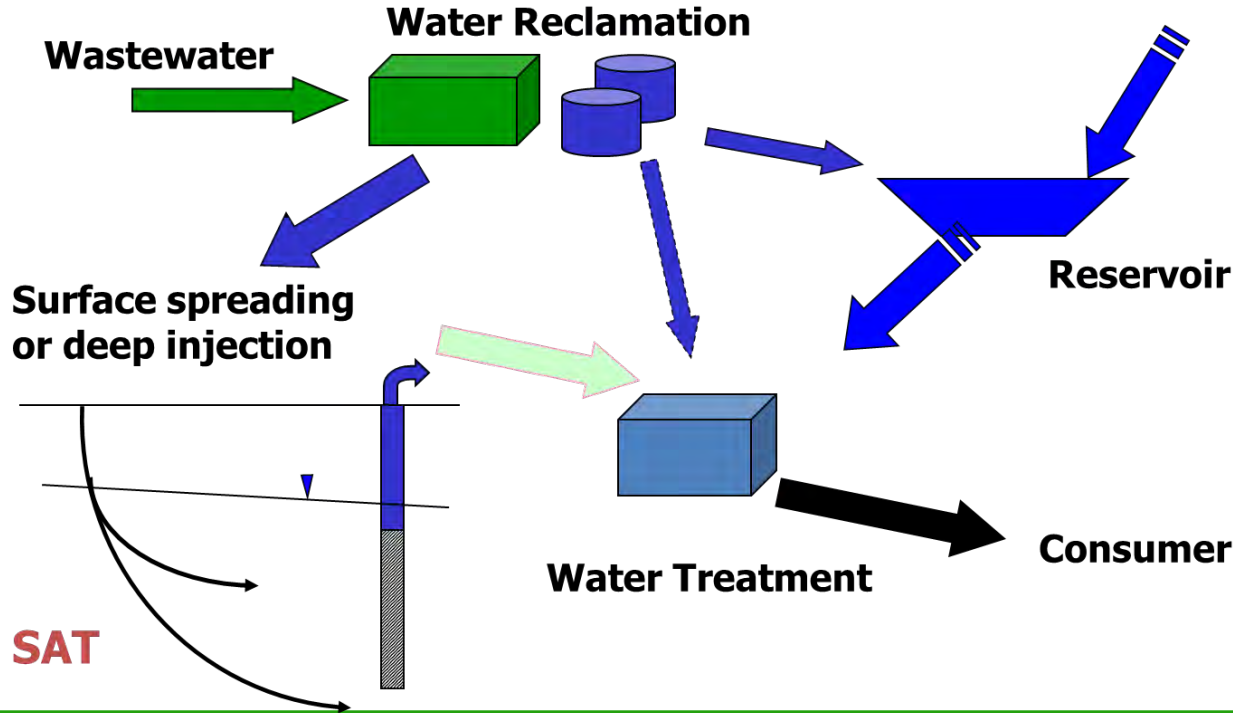 Water Reclamation
Wastewater
Reservoir
Surface spreading
or deep injection
Consumer
Water Treatment
SAT